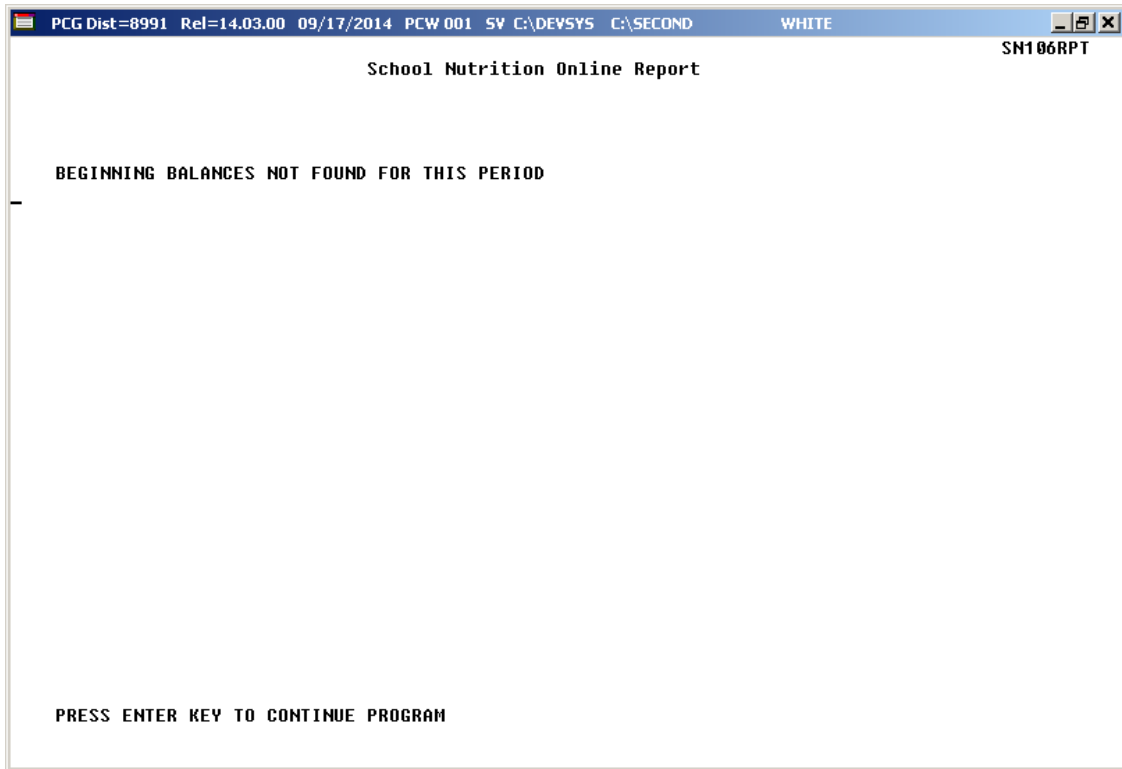 PCG Dist=8991 Rel=14.03.00 09/17/2014 PCW 001 SV C:\DEVSYS C:\SECOND WHITE
SN106RPT
School Nutrition Online Report
BEGINNING BALANCES NOT FOUND FOR THIS PERIOD
PRESS ENTER KEY TO CONTINUE PROGRAM